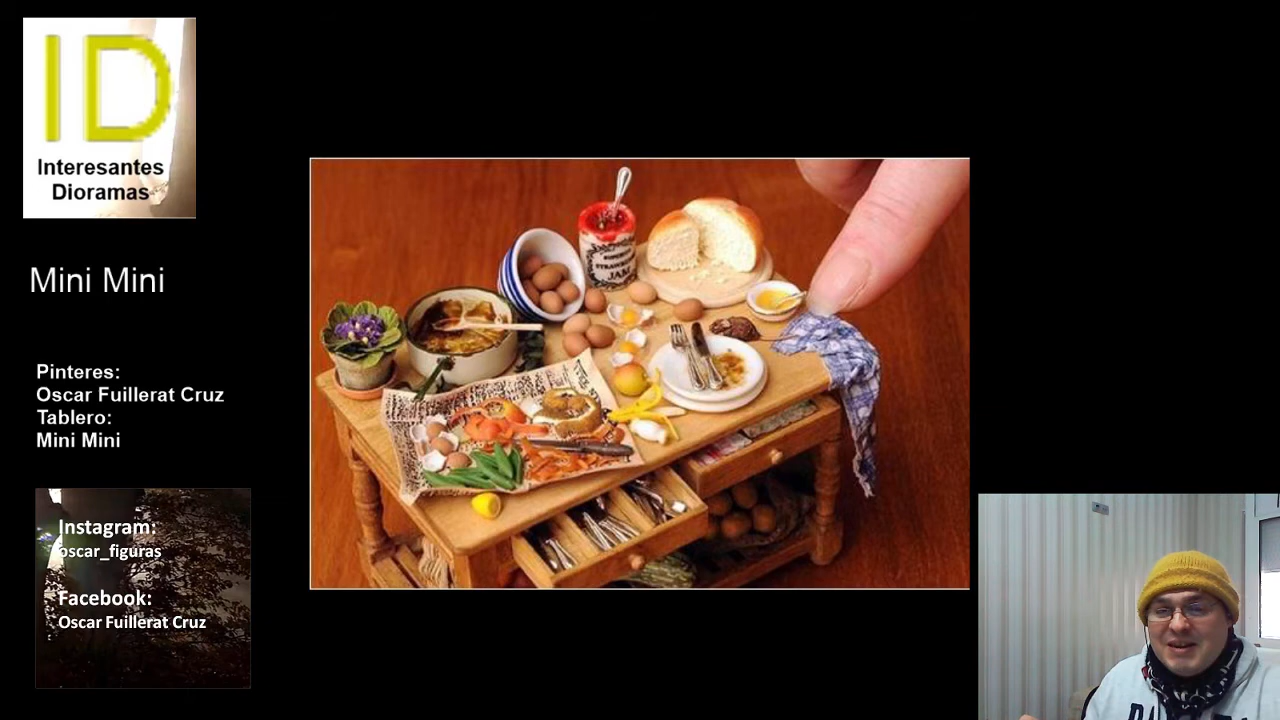 ID
Interesantes
Dioramas
Mini Mini
Pinteres:
Oscar Fuillerat Cruz
Tablero:
Mini Mini
Instagram:
oscar_figuras
Facebook:
Oscar Fuillerat Cruz
STRAWBERRY
JAM